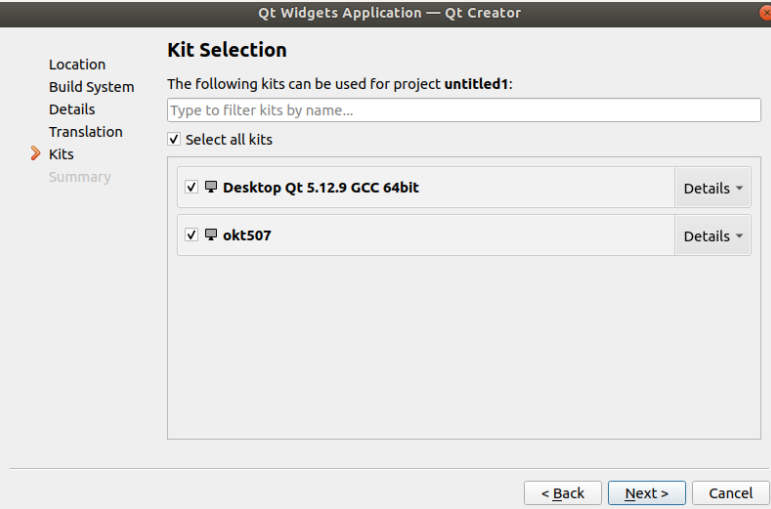 Qt Widgets Application — Qt Creator
Location
Build System
Details
Translation
Kits
Summary
Kit Selection
The following kits can be used for project untitled1:
Type to filter kits by name...
Select all kits
Desktop Qt 5.12.9 GCC 64bit
Details
okt507
Details
< Back
Next >
Cancel